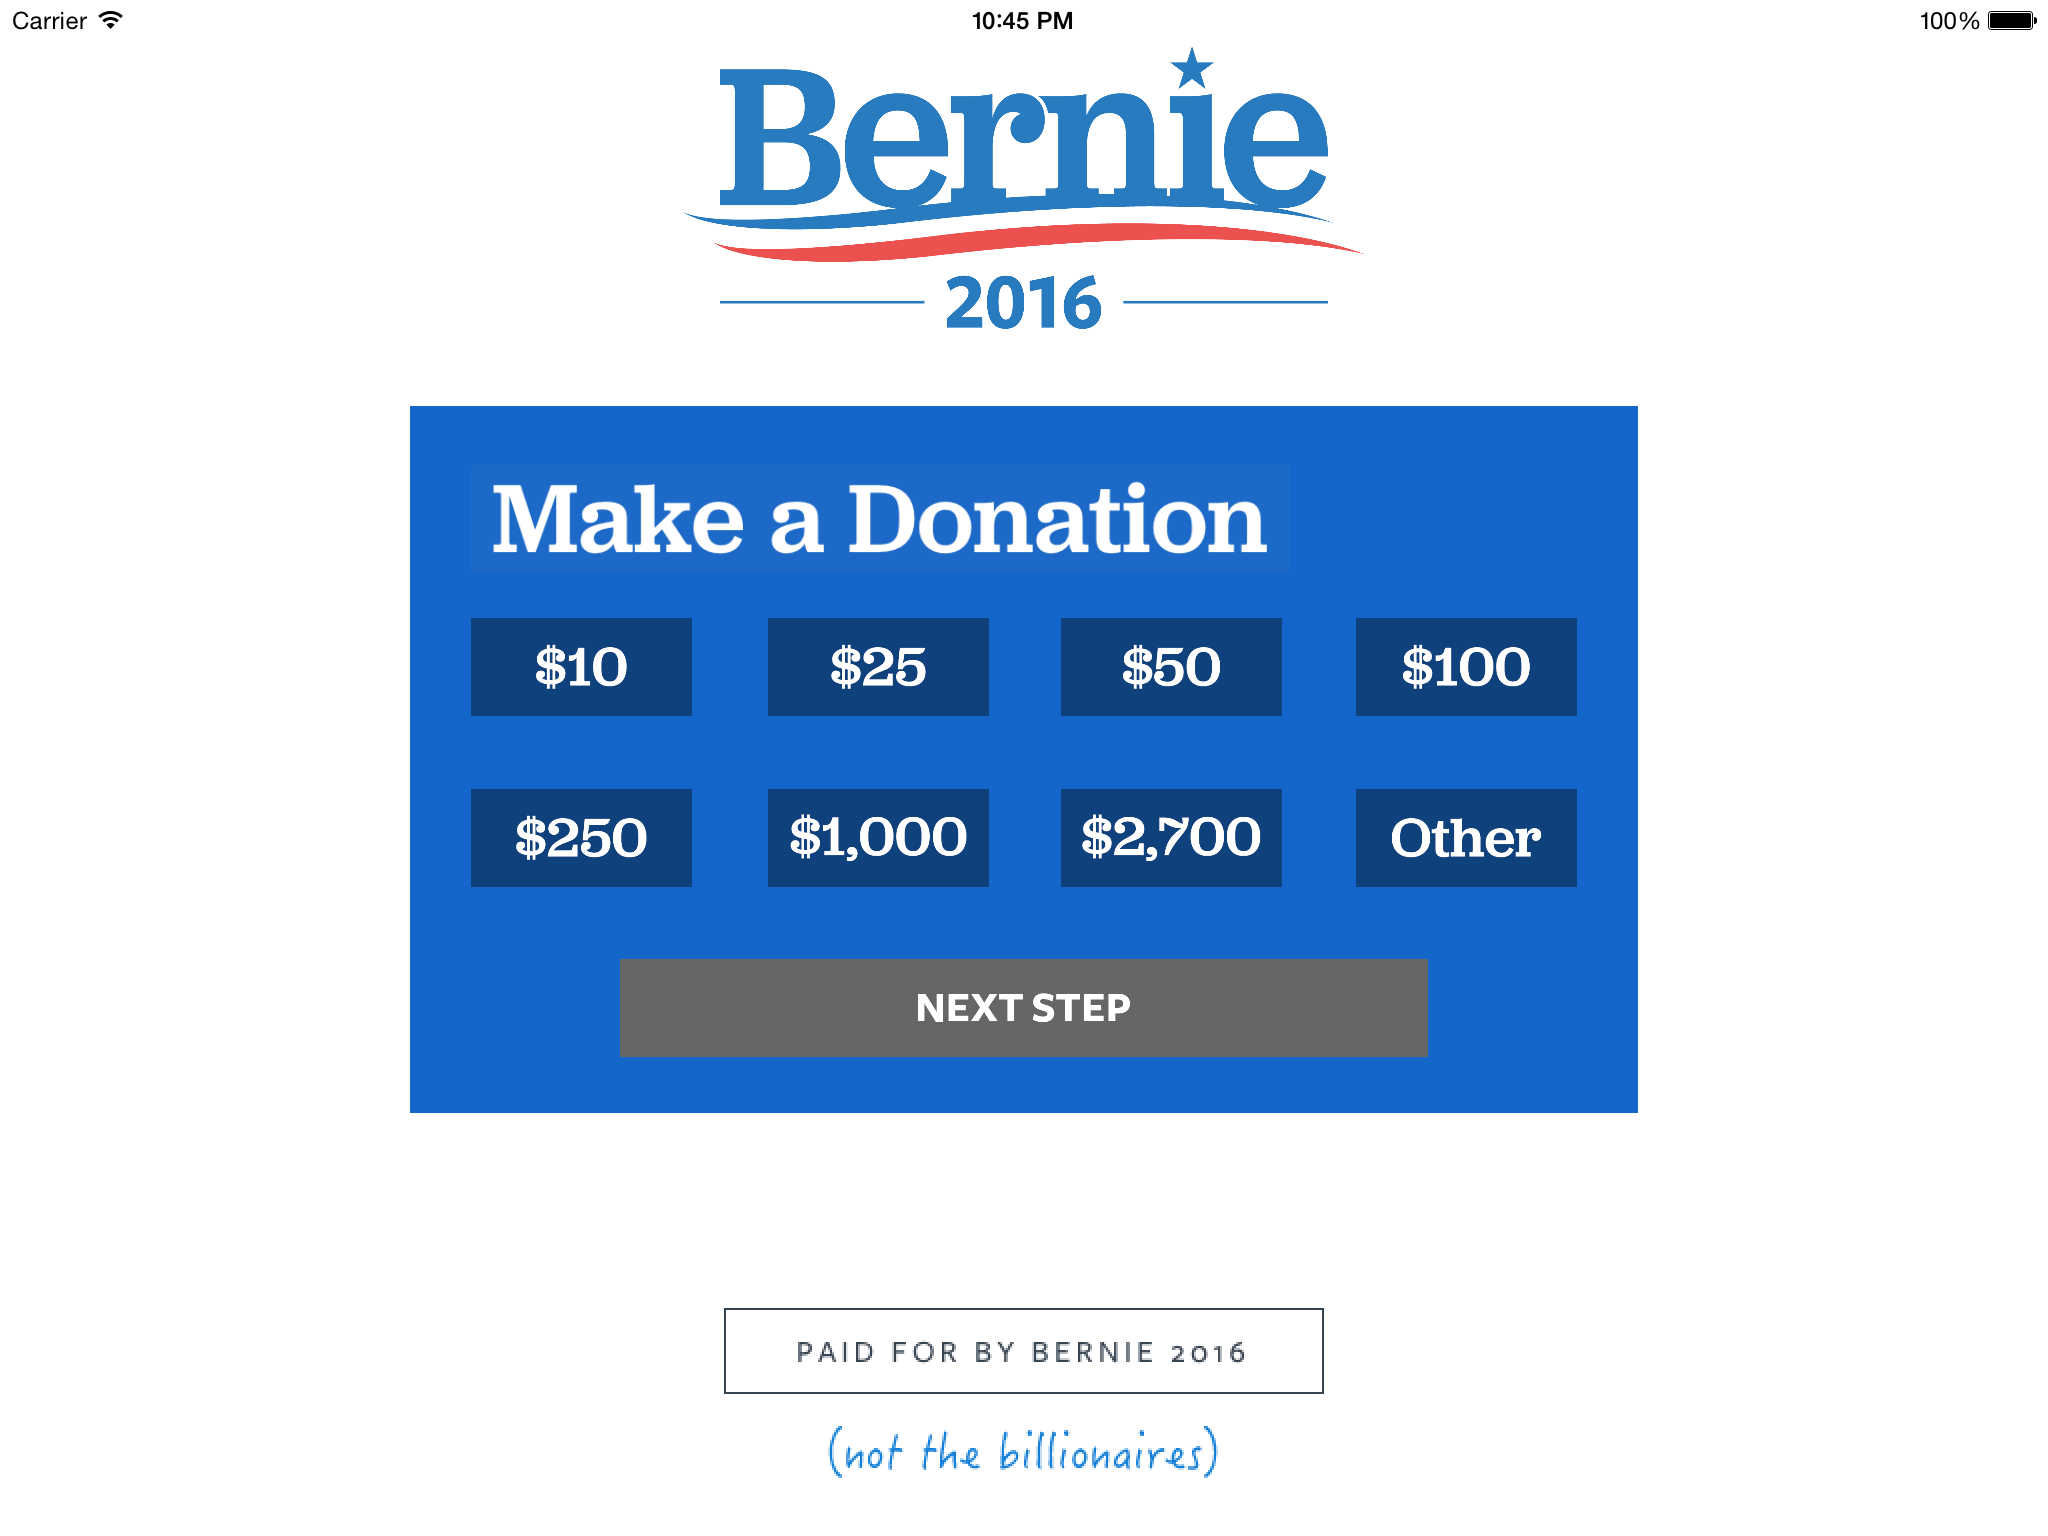 Carrier 10:45 PM 100%
Bernie
2016
Make a Donation
$10 $25 $50 $100
$250 $1,000 $2,700 Other
NEXT STEP
PAID FOR BY BERNIE 2016
(not the billionaires)